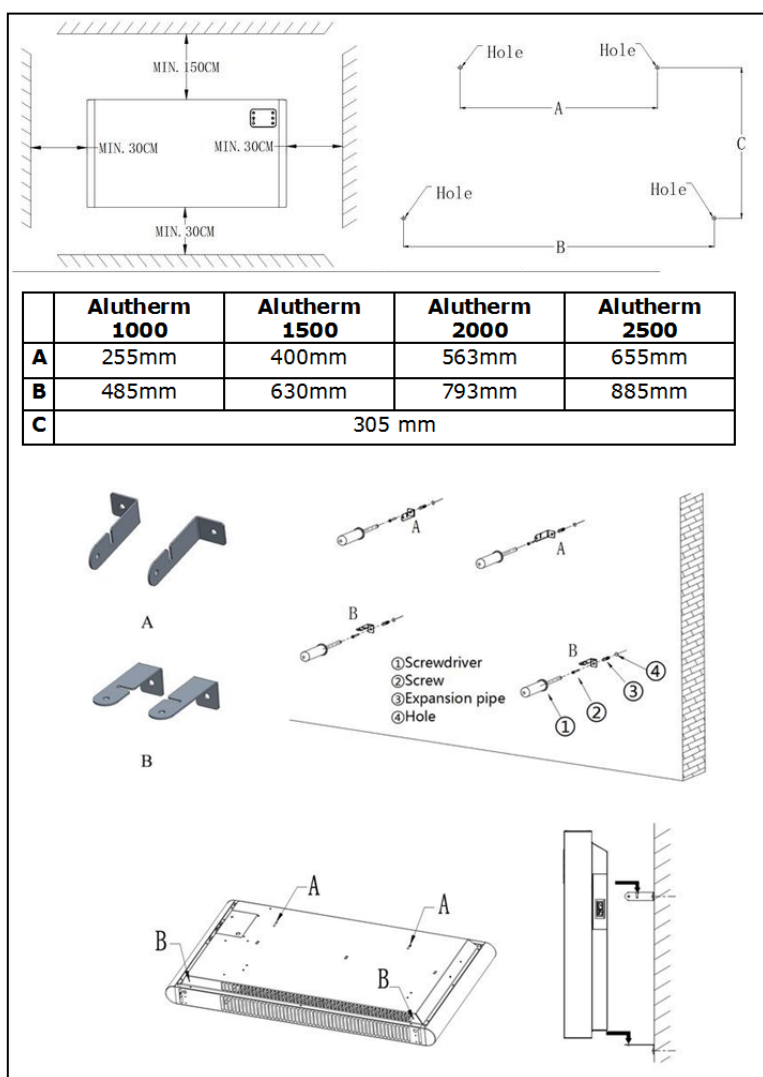 MIN. 150CM
MIN. 30CM
MIN. 30CM
MIN. 30CM
Hole
Hole
A
C
Hole
Hole
B
Alutherm 1000
Alutherm 1500
Alutherm 2000
Alutherm 2500
A 255mm 400mm 563mm 655mm
B 485mm 630mm 793mm 885mm
C 305 mm
A
B
A
A
B
B
①Screwdriver
②Screw
③Expansion pipe
④Hole
①
②
③
④
A
A
B
B